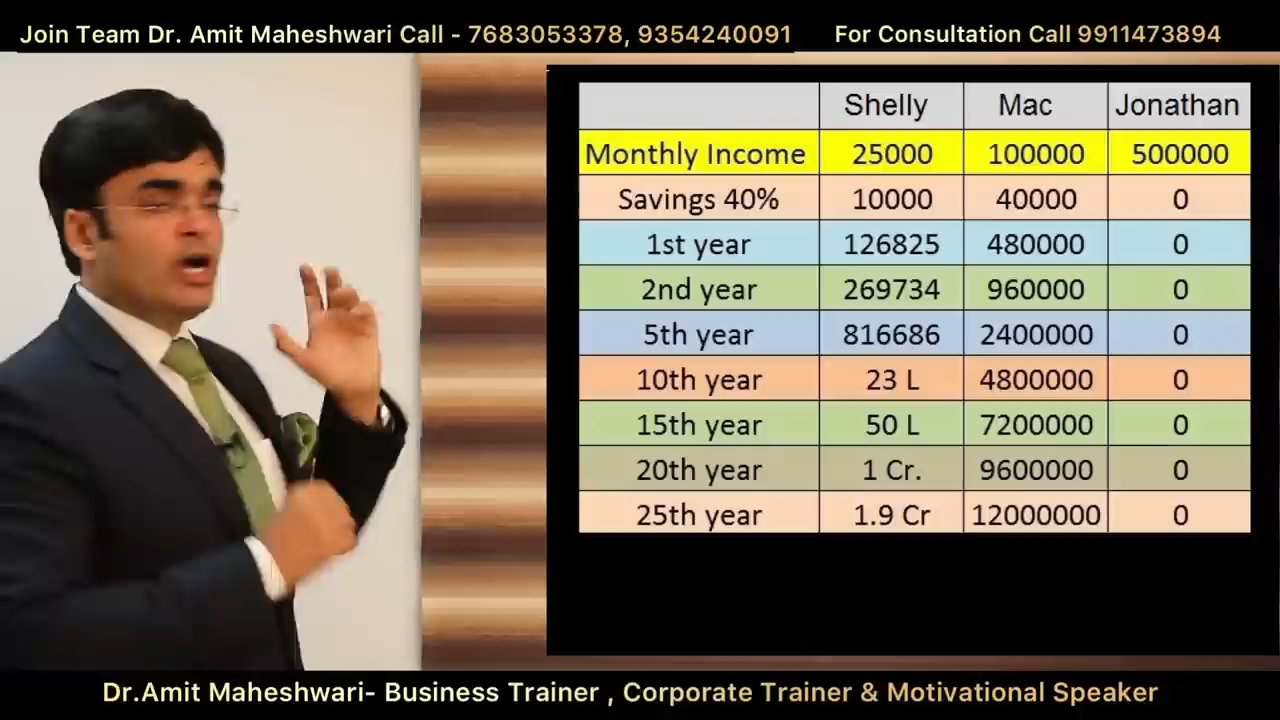 Join Team Dr. Amit Maheshwari Call - 7683053378, 9354240091 For Consultation Call 9911473894
Shelly Mac Jonathan
Monthly Income 25000 100000 500000
Savings 40% 10000 40000 0
1st year 126825 480000 0
2nd year 269734 960000 0
5th year 816686 2400000 0
10th year 23 L 4800000 0
15th year 50 L 7200000 0
20th year 1 Cr. 9600000 0
25th year 1.9 Cr 12000000 0
Dr.Amit Maheshwari- Business Trainer , Corporate Trainer & Motivational Speaker